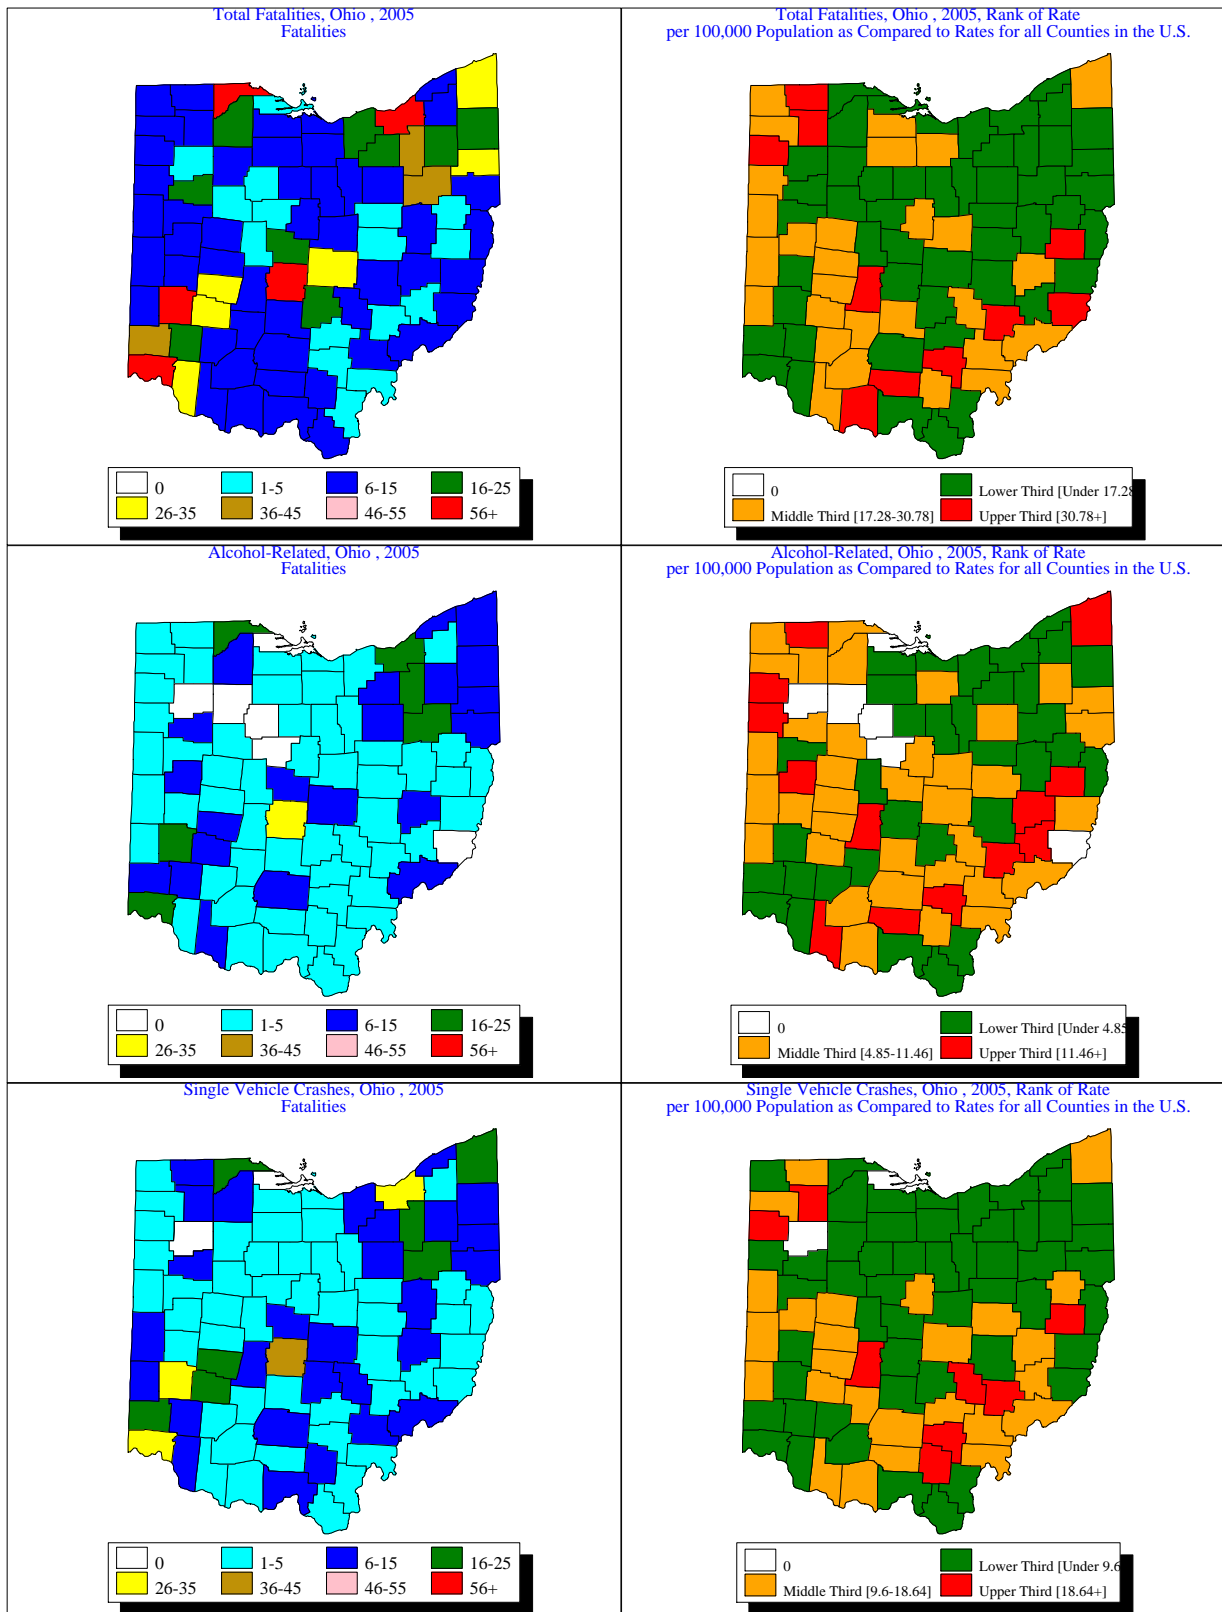 Total Fatalities, Ohio , 2005
Fatalities
0
1-5
6-15
16-25
26-35
36-45
46-55
56+
Total Fatalities, Ohio , 2005, Rank of Rate
per 100,000 Population as Compared to Rates for all Counties in the U.S.
0
Lower Third [Under 17.28
Middle Third [17.28-30.78]
Upper Third [30.78+]
Alcohol-Related, Ohio , 2005
Fatalities
0
1-5
6-15
16-25
26-35
36-45
46-55
56+
Alcohol-Related, Ohio , 2005, Rank of Rate
per 100,000 Population as Compared to Rates for all Counties in the U.S.
0
Lower Third [Under 4.85
Middle Third [4.85-11.46]
Upper Third [11.46+]
Single Vehicle Crashes, Ohio , 2005
Fatalities
0
1-5
6-15
16-25
26-35
36-45
46-55
56+
Single Vehicle Crashes, Ohio , 2005, Rank of Rate
per 100,000 Population as Compared to Rates for all Counties in the U.S.
0
Lower Third [Under 9.6
Middle Third [9.6-18.64]
Upper Third [18.64+]